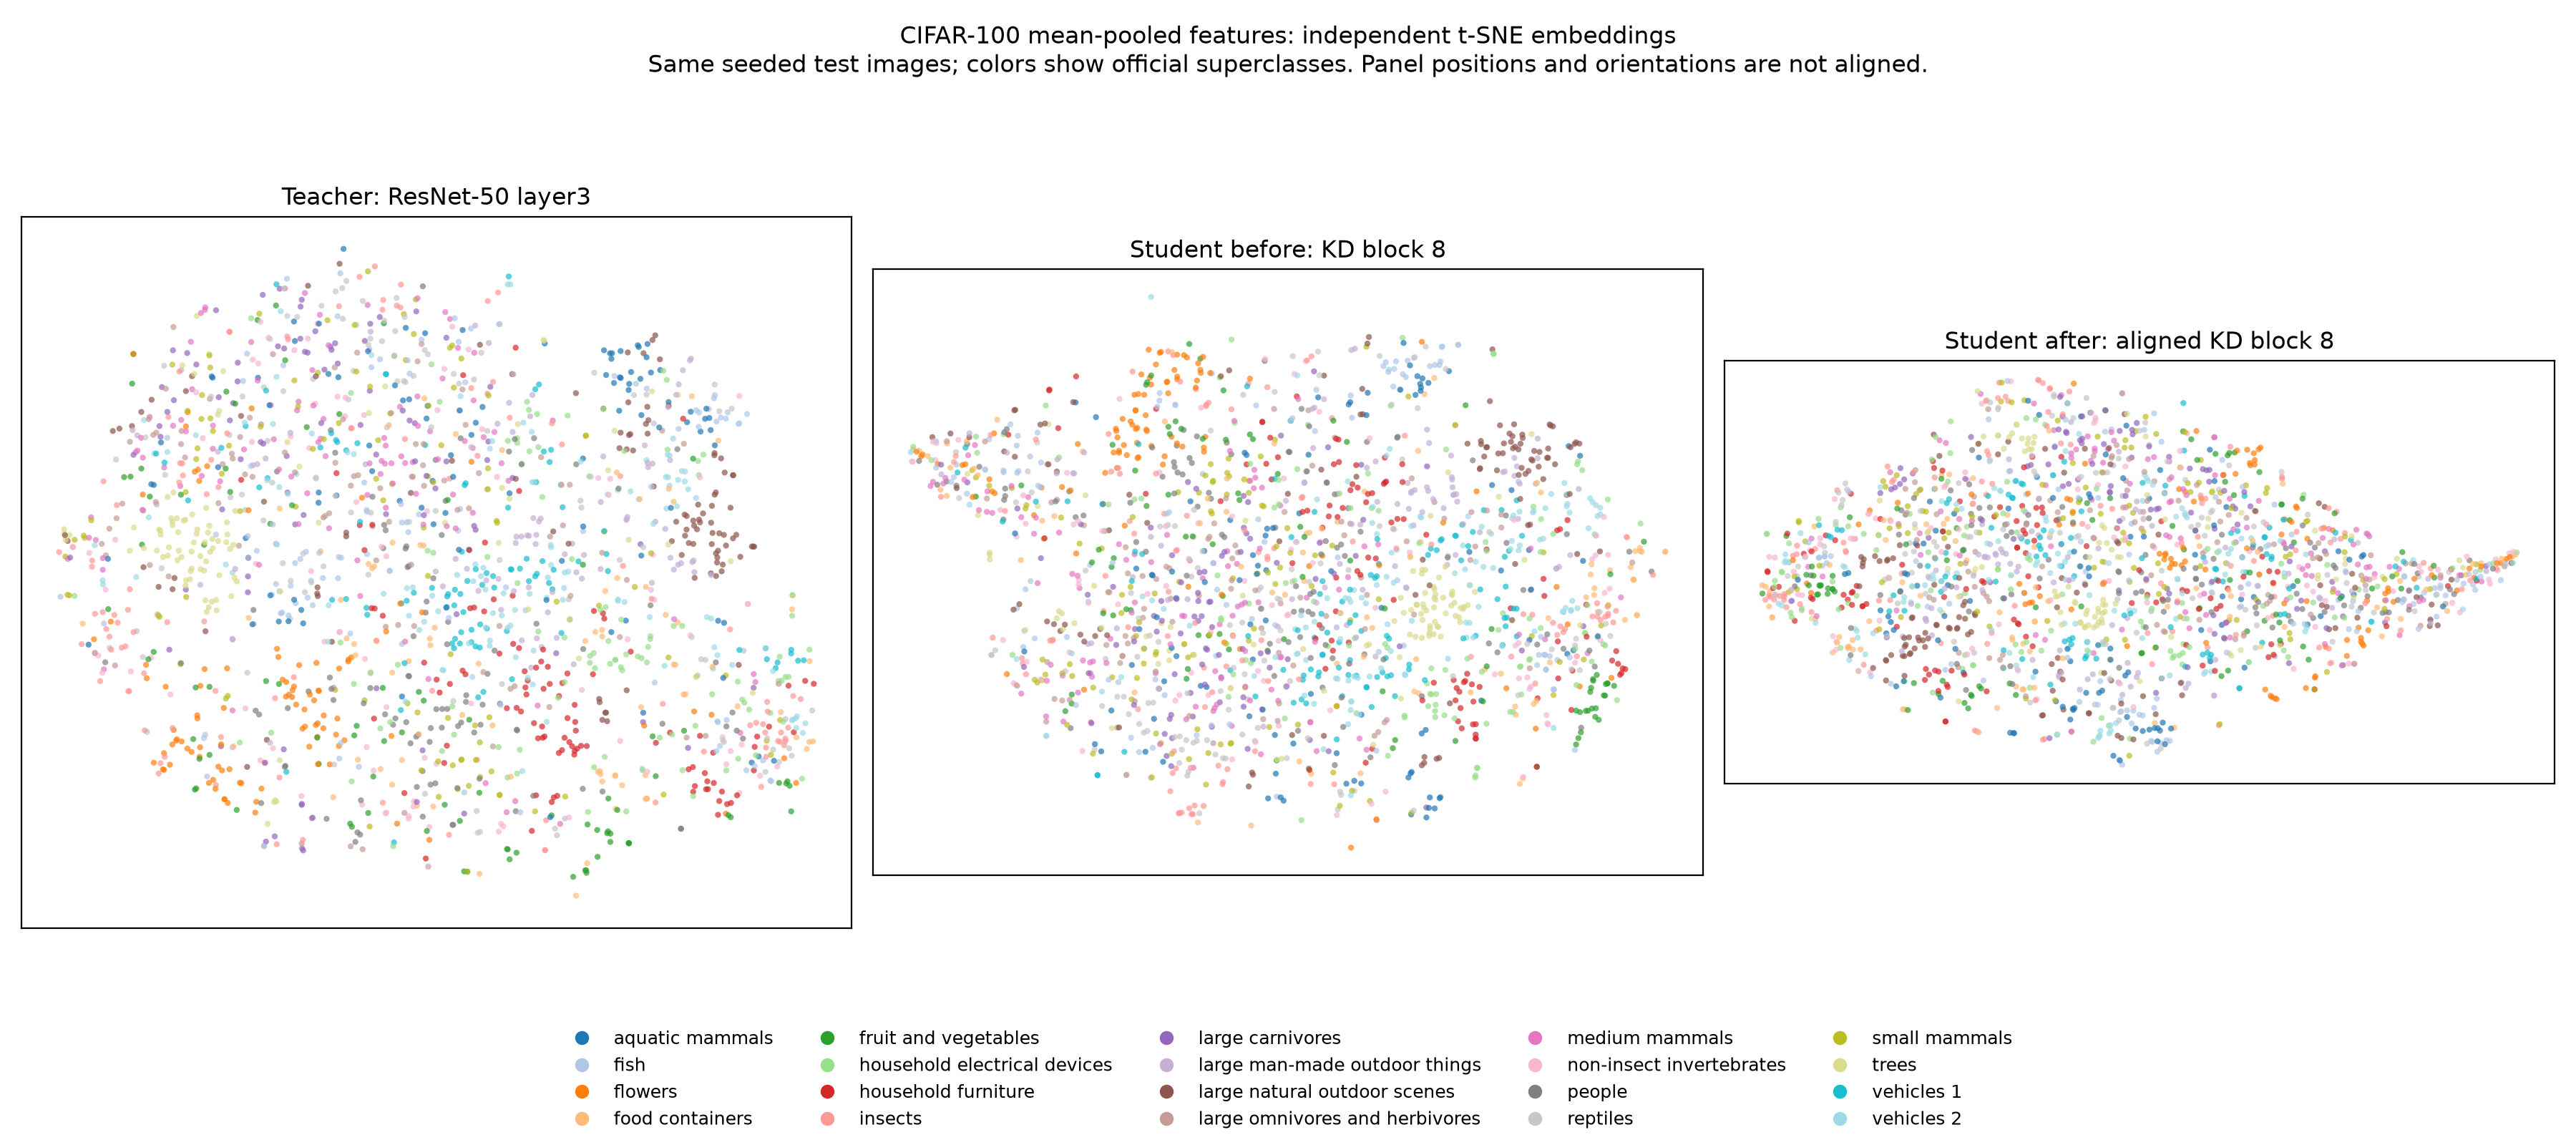 CIFAR-100 mean-pooled features: independent t-SNE embeddings
Same seeded test images; colors show official superclasses. Panel positions and orientations are not aligned.
Teacher: ResNet-50 layer3
Student before: KD block 8
Student after: aligned KD block 8
aquatic mammals
fish
flowers
food containers
fruit and vegetables
household electrical devices
household furniture
insects
large carnivores
large man-made outdoor things
large natural outdoor scenes
large omnivores and herbivores
medium mammals
non-insect invertebrates
people
reptiles
small mammals
trees
vehicles 1
vehicles 2